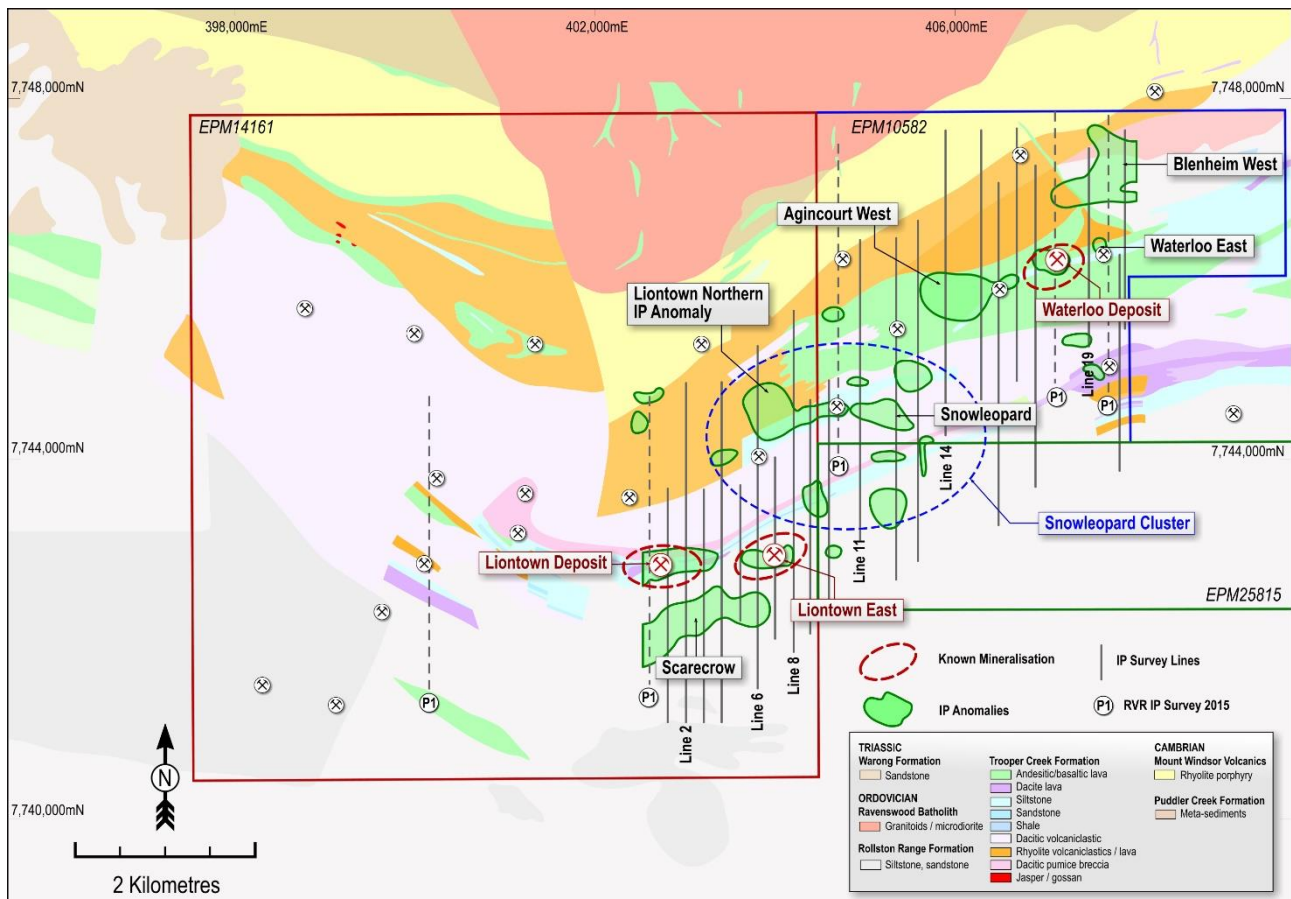 398,000mE
402,000mE
406,000mE
7,748,000mN
7,748,000mN
EPM14161
EPM10582
Blenheim West
Agincourt West
Waterloo East
Liontown Northern
IP Anomaly
Waterloo Deposit
Line 19
P1
P1
Snowleopard
7,744,000mN
7,744,000mN
P1
Line 14
Snowleopard Cluster
Line 11
Liontown Deposit
Liontown East
EPM25815
Scarecrow
Line 8
Line 6
Line 2
P1
P1
7,740,000mN
N
2 Kilometres
Known Mineralisation
IP Survey Lines
IP Anomalies
P1
RVR IP Survey 2015
TRIASSIC
Warong Formation
Sandstone
ORDOVICIAN
Ravenswood Batholith
Granitoids / microdiorite
Rollston Range Formation
Siltstone, sandstone
Trooper Creek Formation
Andesitic/basaltic lava
Dacite lava
Siltstone
Sandstone
Shale
Dacitic volcaniclastic
Rhyolite volcaniclastics / lava
Dacitic pumice breccia
Jasper / gossan
CAMBRIAN
Mount Windsor Volcanics
Rhyolite porphyry
Puddler Creek Formation
Meta-sediments